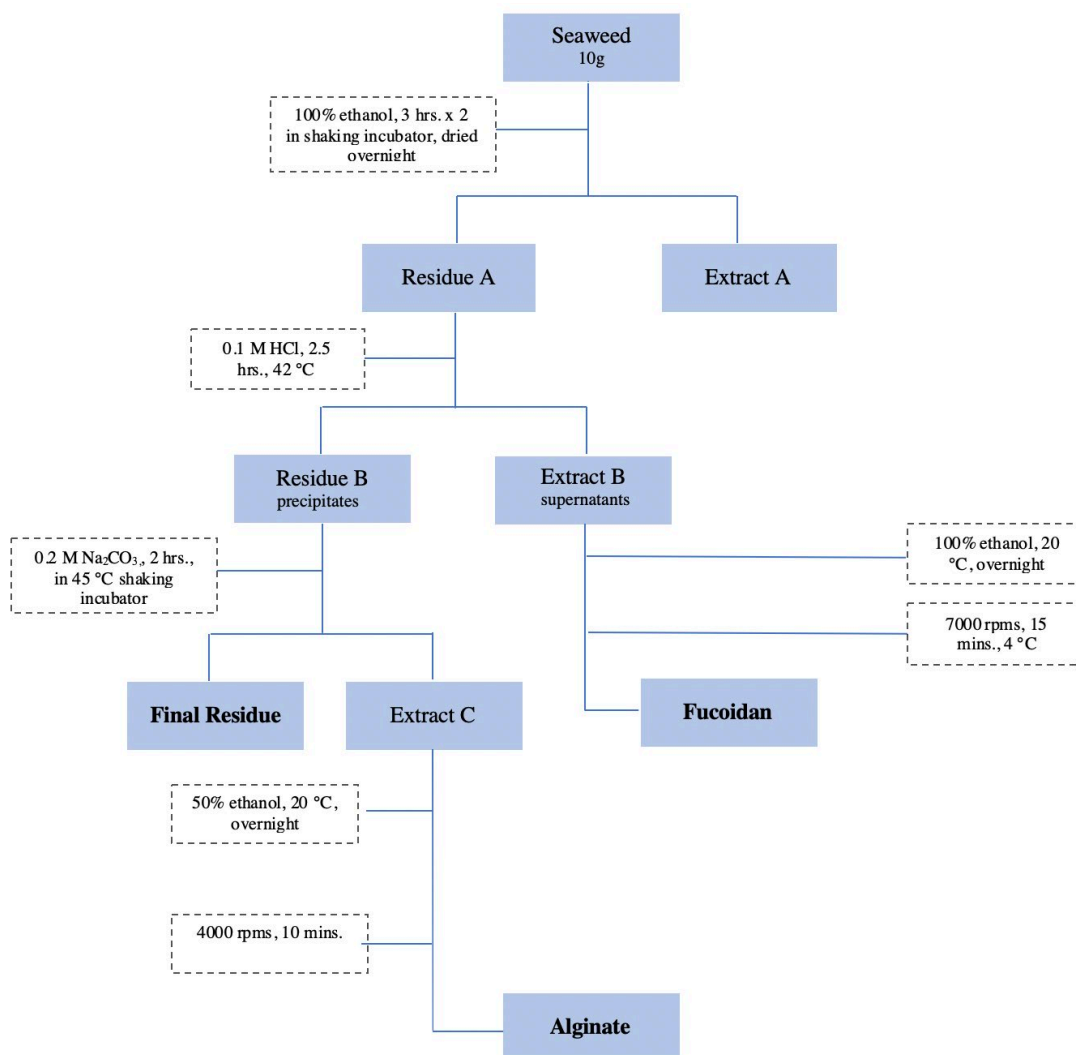 Seaweed
10g
100% ethanol, 3 hrs. x 2
in shaking incubator, dried
overnight
Residue A
Extract A
0.1 M HCl, 2.5
hrs., 42 °C
Residue B
precipitates
Extract B
supernatants
0.2 M Na₂CO₃,, 2 hrs.,
in 45 °C shaking
incubator
100% ethanol, 20
°C, overnight
7000 rpms, 15
mins., 4 °C
Final Residue
Extract C
Fucoidan
50% ethanol, 20 °C,
overnight
4000 rpms, 10 mins.
Alginate